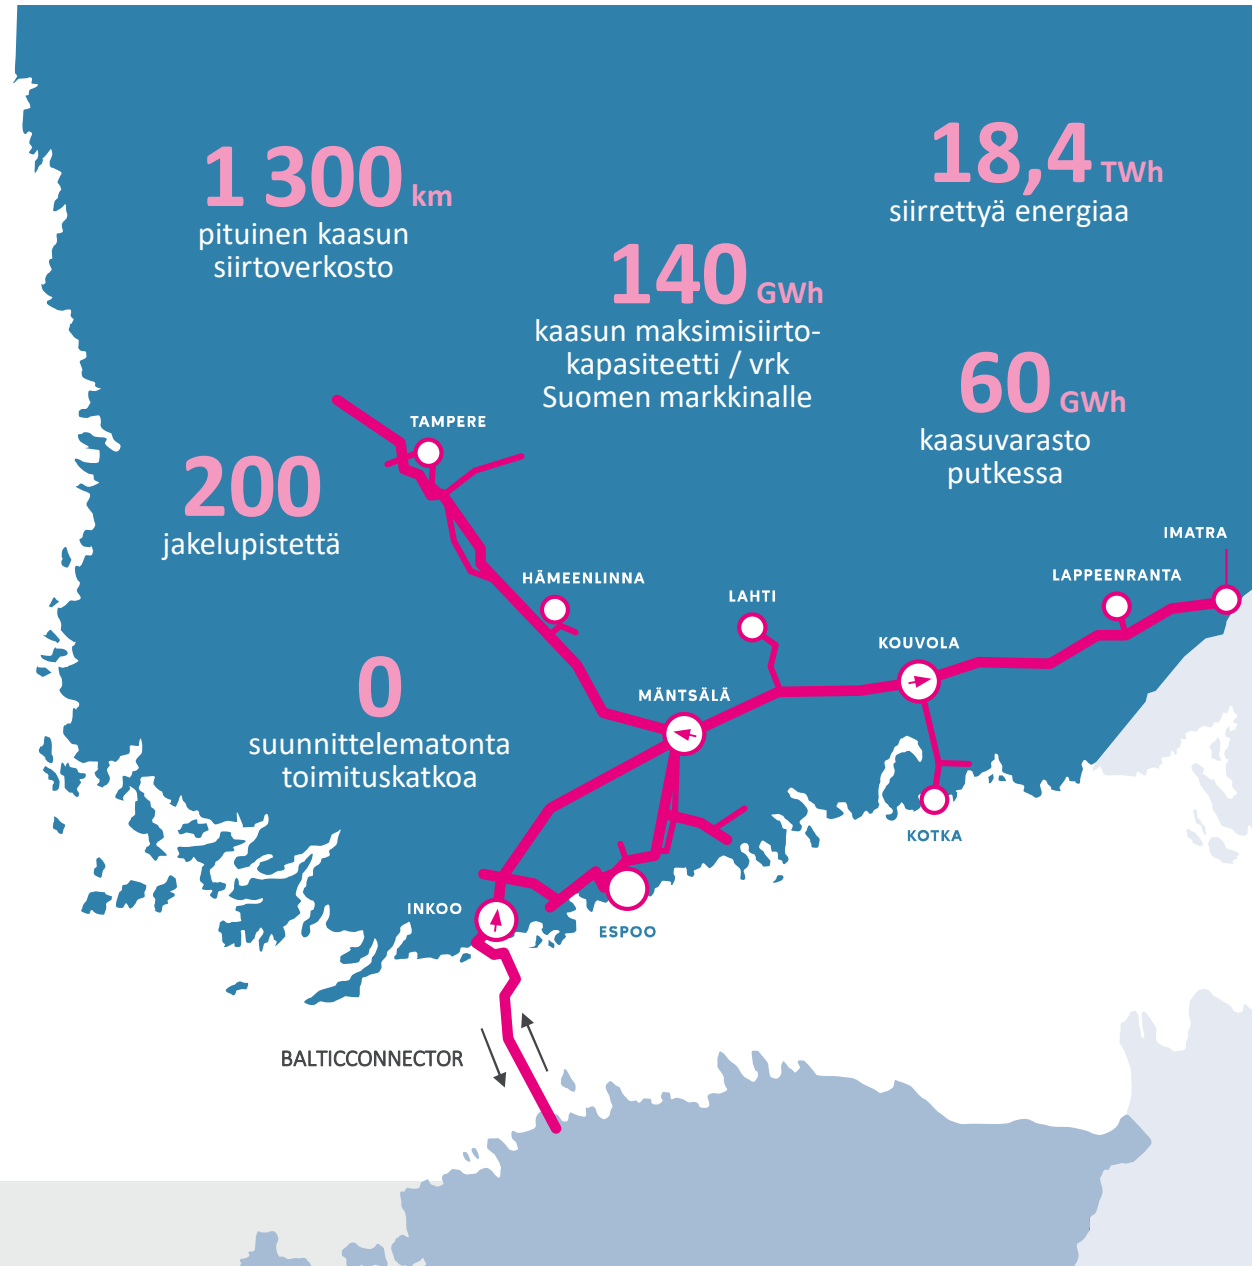 1 300 km
pituinen kaasun
siirtoverkosto
18,4 TWh
siirrettyä energiaa
140 GWh
kaasun maksimisiirto-
kapasiteetti / vrk
Suomen markkinalle
60 GWh
kaasuvarasto
putkessa
200
jakelupistettä
0
suunnittelematonta
toimituskatkoa
TAMPERE
HÄMEENLINNA
LAHTI
MÄNTSÄLÄ
KOUVOLA
LAPPEENRANTA
IMATRA
KOTKA
INKOO
ESPOO
BALTICCONNECTOR